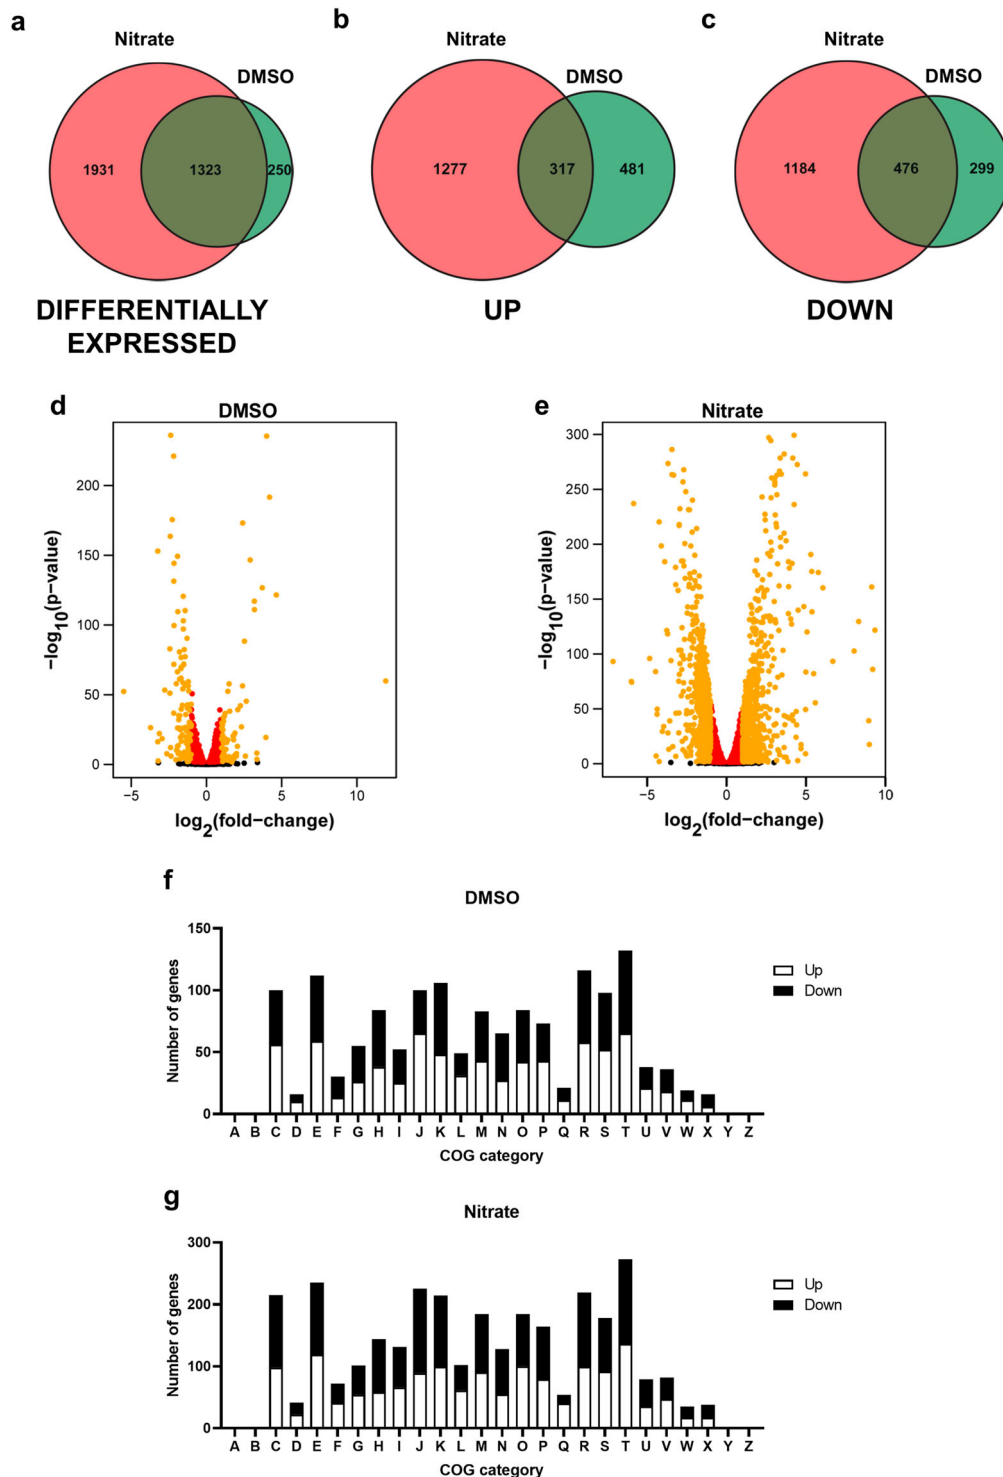 a
Nitrate
DMSO
1931
1323
250
DIFFERENTIALLY
EXPRESSED
b
Nitrate
DMSO
1277
317
481
UP
c
Nitrate
DMSO
1184
476
299
DOWN
d
DMSO
−log10(p−value)
200
150
100
50
0
−5
0
5
10
log2(fold−change)
e
Nitrate
−log10(p−value)
300
250
200
150
100
50
0
−5
0
5
10
log2(fold−change)
f
DMSO
Number of genes
150
100
50
0
A B C D E F G H I J K L M N O P Q R S T U V W X Y Z
COG category
Up
Down
g
Nitrate
Number of genes
300
200
100
0
A B C D E F G H I J K L M N O P Q R S T U V W X Y Z
COG category
Up
Down